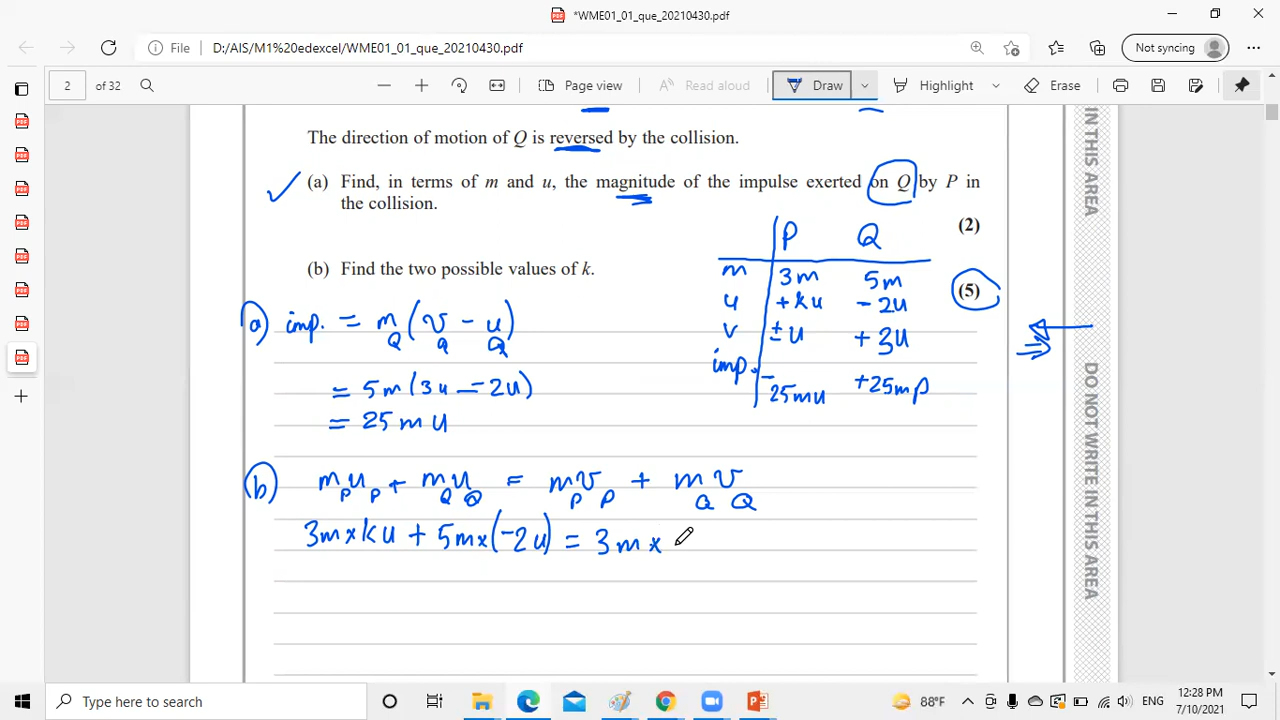 *WME01_01_que_20210430.pdf
File D:/AIS/M1%20edexcel/WME01_01_que_20210430.pdf Not syncing
2 of 32 Page view Read aloud Draw Highlight Erase
The direction of motion of Q is reversed by the collision.
(a) Find, in terms of m and u, the magnitude of the impulse exerted on Q by P in
the collision.
(2)
(b) Find the two possible values of k.
(5)
P Q
m 3m 5m
u +ku -2u
v ±u +3u
imp. -25mu +25mp
a) imp. = m_Q (v_Q - u_Q)
= 5m (3u - -2u)
= 25 m u
(b) m_P u_P + m_Q u_Q = m_P v_P + m_Q v_Q
3m x ku + 5m x (-2u) = 3m x
IN THIS AREA
DO NOT WRITE IN THIS AREA
Type here to search
88°F ENG 12:28 PM
7/10/2021